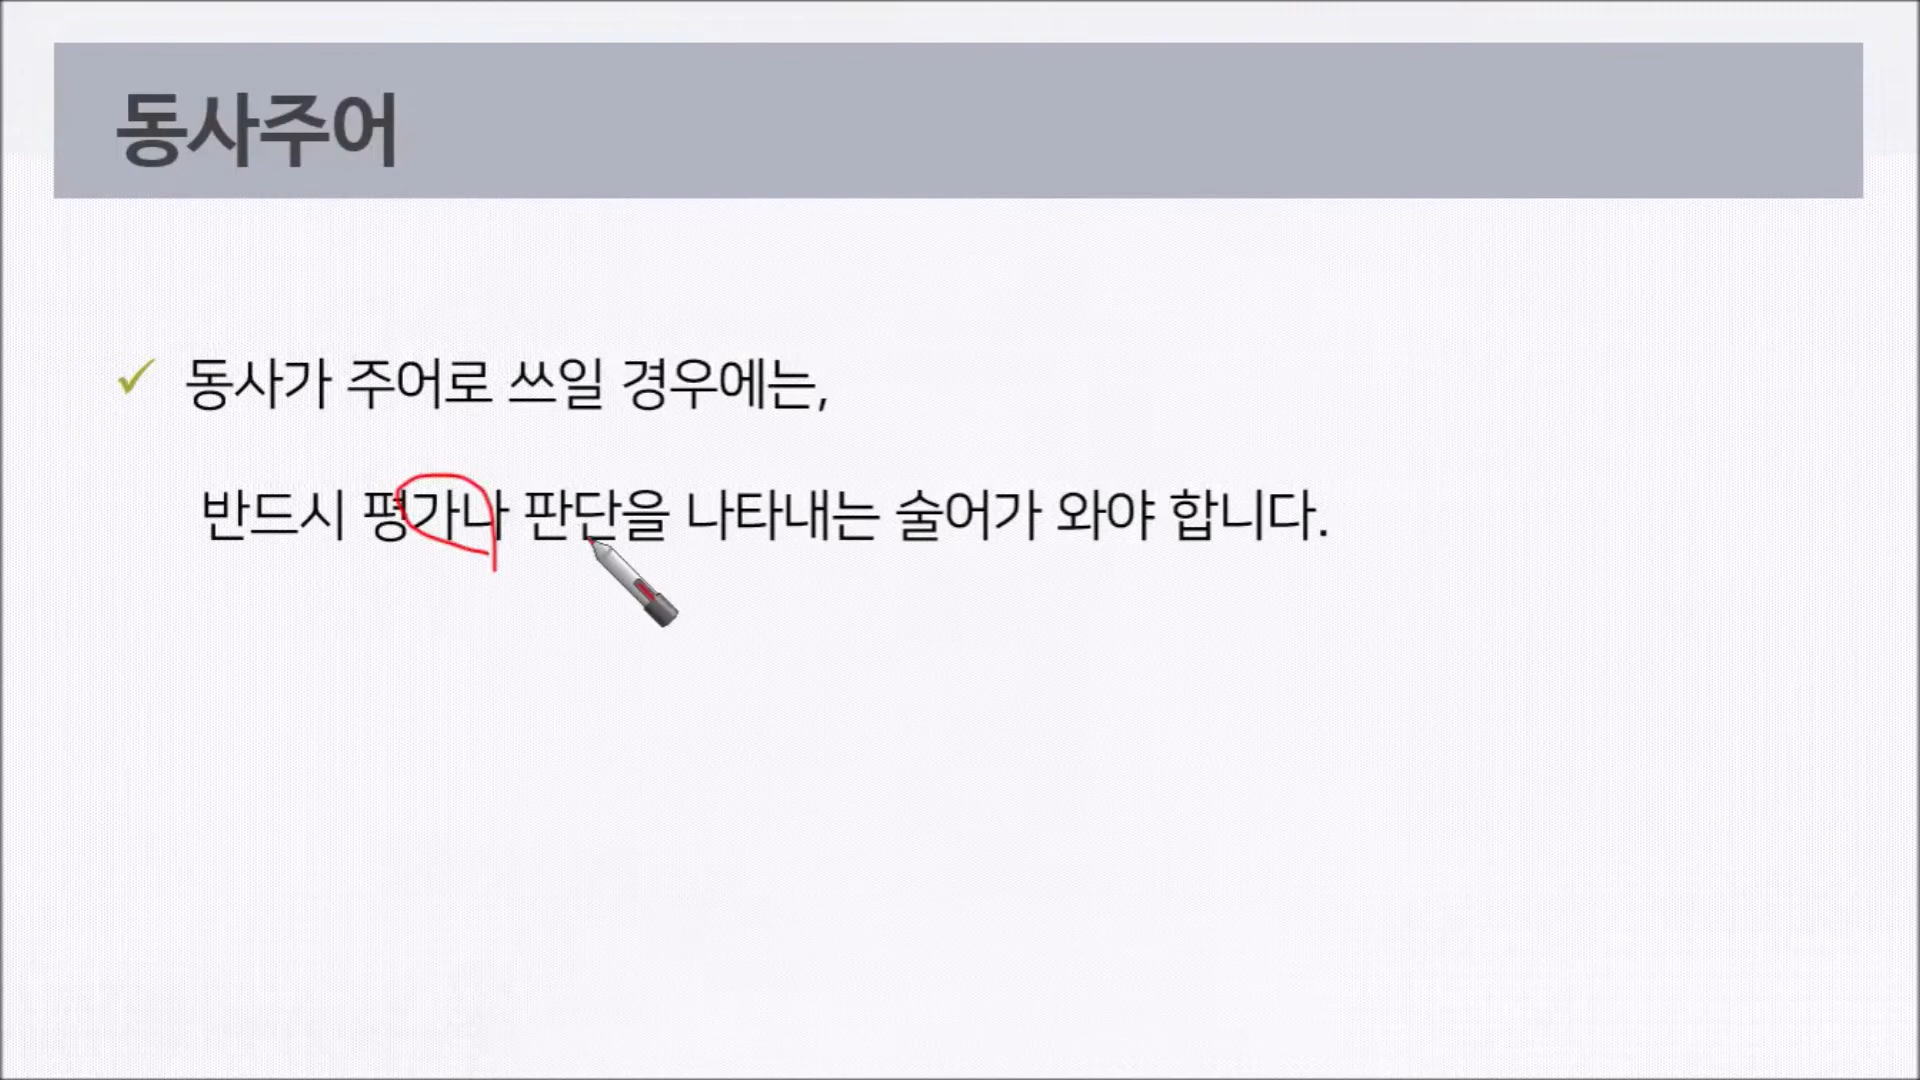 동사주어
동사가 주어로 쓰일 경우에는,
반드시 평가나 판단을 나타내는 술어가 와야 합니다.